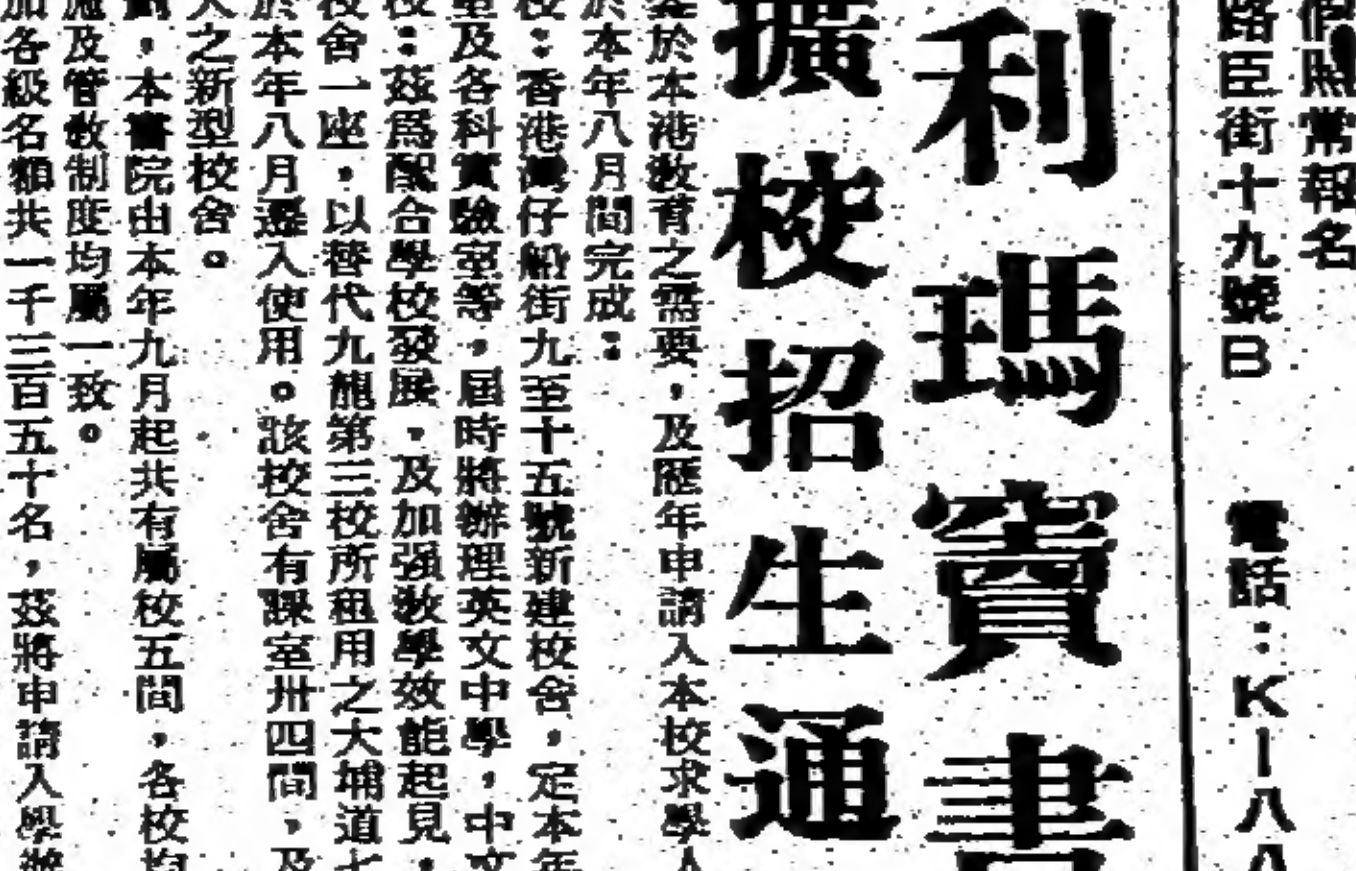 假照常報名
路臣街十九號B 電話：K—八八
利瑪竇書
擴校招生通
鑒於本港敎育之需要，及歷年申請入本校求學人
於本年八月間完成：
校：香港灣仔船街九至十五號新建校舍，定本年
室及各科實驗室等，屆時將辦理英文中學，中文
校：茲爲配合學校發展，及加强敎學效能起見，
校舍一座，以替代九龍第三校所租用之大埔道七
於本年八月遷入使用。該校舍有課室卅四間，及
大之新型校舍。
劃，本書院由本年九月起共有屬校五間，各校均
施及管敎制度均屬一致。
加各級名額共一千三百五十名，茲將申請入學辦